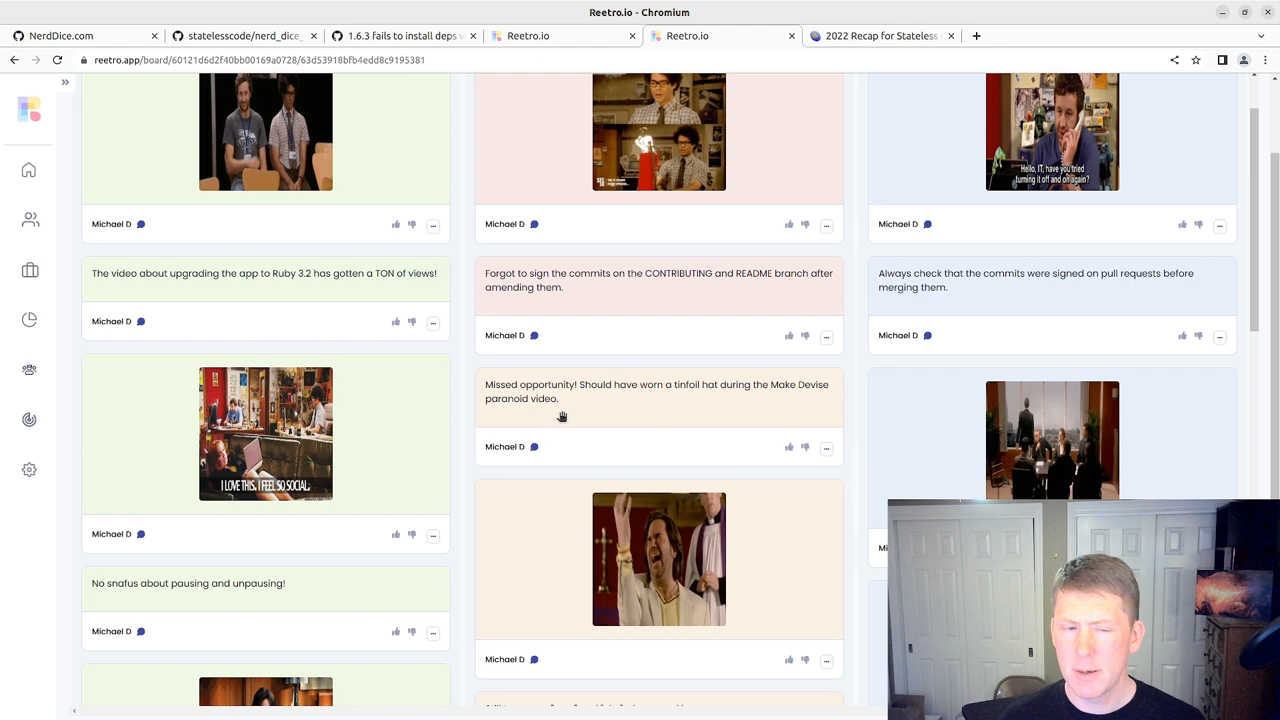 Reetro.io - Chromium
NerdDice.com
statelesscode/nerd_dice_
1.6.3 fails to install deps w
Reetro.io
Reetro.io
2022 Recap for Stateless
reetro.app/board/60121d6d2f40bb00169a0728/63d53918bfb4edd8c9195381
Michael D
The video about upgrading the app to Ruby 3.2 has gotten a TON of views!
Michael D
I LOVE THIS. I FEEL SO SOCIAL.
Michael D
No snafus about pausing and unpausing!
Michael D
Michael D
Forgot to sign the commits on the CONTRIBUTING and README branch after
amending them.
Michael D
Missed opportunity! Should have worn a tinfoil hat during the Make Devise
paranoid video.
Michael D
Michael D
Hello, IT, have you tried
turning it off and on again?
Michael D
Always check that the commits were signed on pull requests before
merging them.
Michael D
Mi